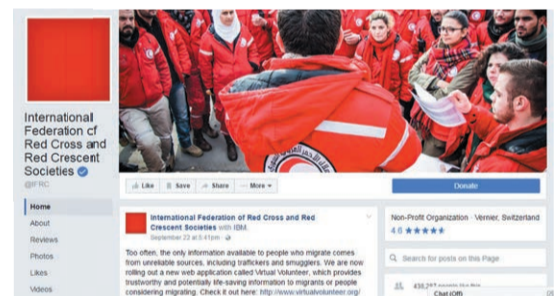 International
Federation of
Red Cross and
Red Crescent
Societies
@IFRC
Home
About
Reviews
Photos
Likes
Videos
Like Save Share More
Donate
International Federation of Red Cross and Red
Crescent Societies with IBM.
September 23 at 5:41pm
Too often, the only information available to people who migrate comes
from unreliable sources, including traffickers and smugglers. We are now
rolling out a new web application called Virtual Volunteer, which provides
trustworthy and potentially life-saving information to migrants or people
considering migrating. Check it out here: http://www.virtualvolunteer.org/
Non-Profit Organization · Vernier, Switzerland
4.6
Search for posts on this Page
people like this
Chat (Off)